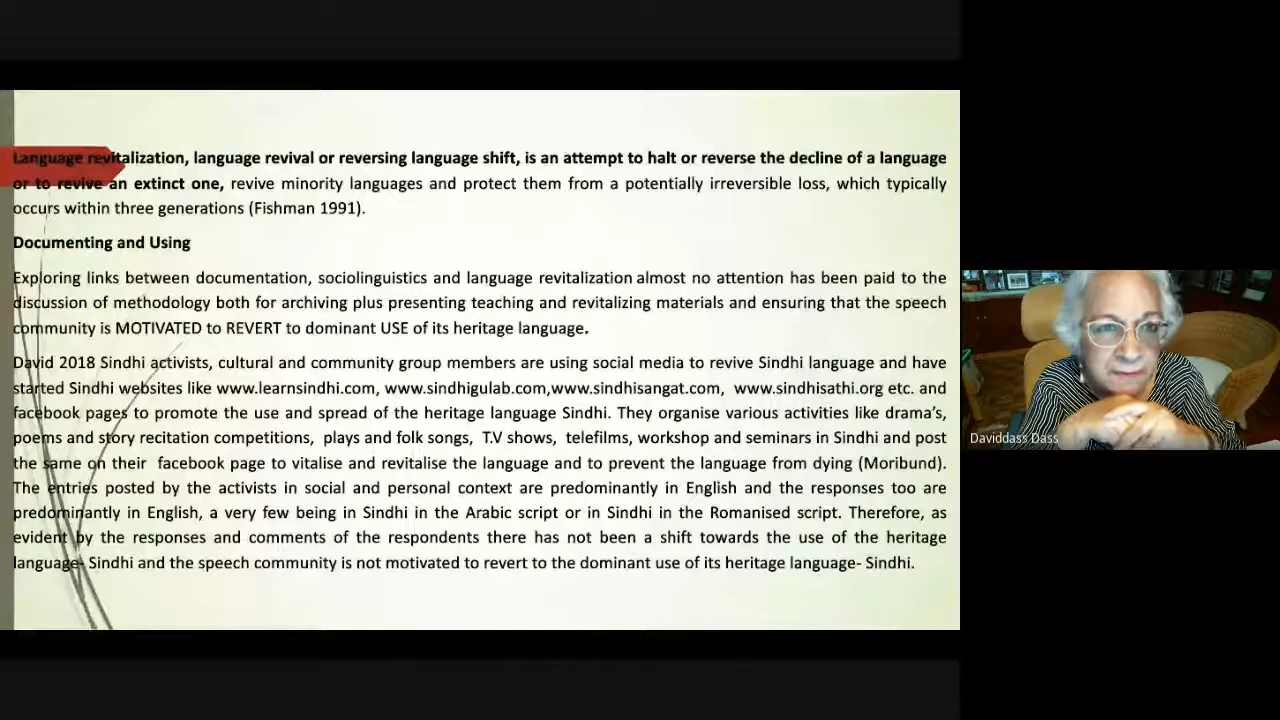 Language revitalization, language revival or reversing language shift, is an attempt to halt or reverse the decline of a language
or to revive an extinct one, revive minority languages and protect them from a potentially irreversible loss, which typically
occurs within three generations (Fishman 1991).
Documenting and Using
Exploring links between documentation, sociolinguistics and language revitalization almost no attention has been paid to the
discussion of methodology both for archiving plus presenting teaching and revitalizing materials and ensuring that the speech
community is MOTIVATED to REVERT to dominant USE of its heritage language.
David 2018 Sindhi activists, cultural and community group members are using social media to revive Sindhi language and have
started Sindhi websites like www.learnsindhi.com, www.sindhigulab.com,www.sindhisangat.com, www.sindhisathi.org etc. and
facebook pages to promote the use and spread of the heritage language Sindhi. They organise various activities like drama's,
poems and story recitation competitions, plays and folk songs, T.V shows, telefilms, workshop and seminars in Sindhi and post
the same on their facebook page to vitalise and revitalise the language and to prevent the language from dying (Moribund).
The entries posted by the activists in social and personal context are predominantly in English and the responses too are
predominantly in English, a very few being in Sindhi in the Arabic script or in Sindhi in the Romanised script. Therefore, as
evident by the responses and comments of the respondents there has not been a shift towards the use of the heritage
language- Sindhi and the speech community is not motivated to revert to the dominant use of its heritage language- Sindhi.
Daviddass Dass